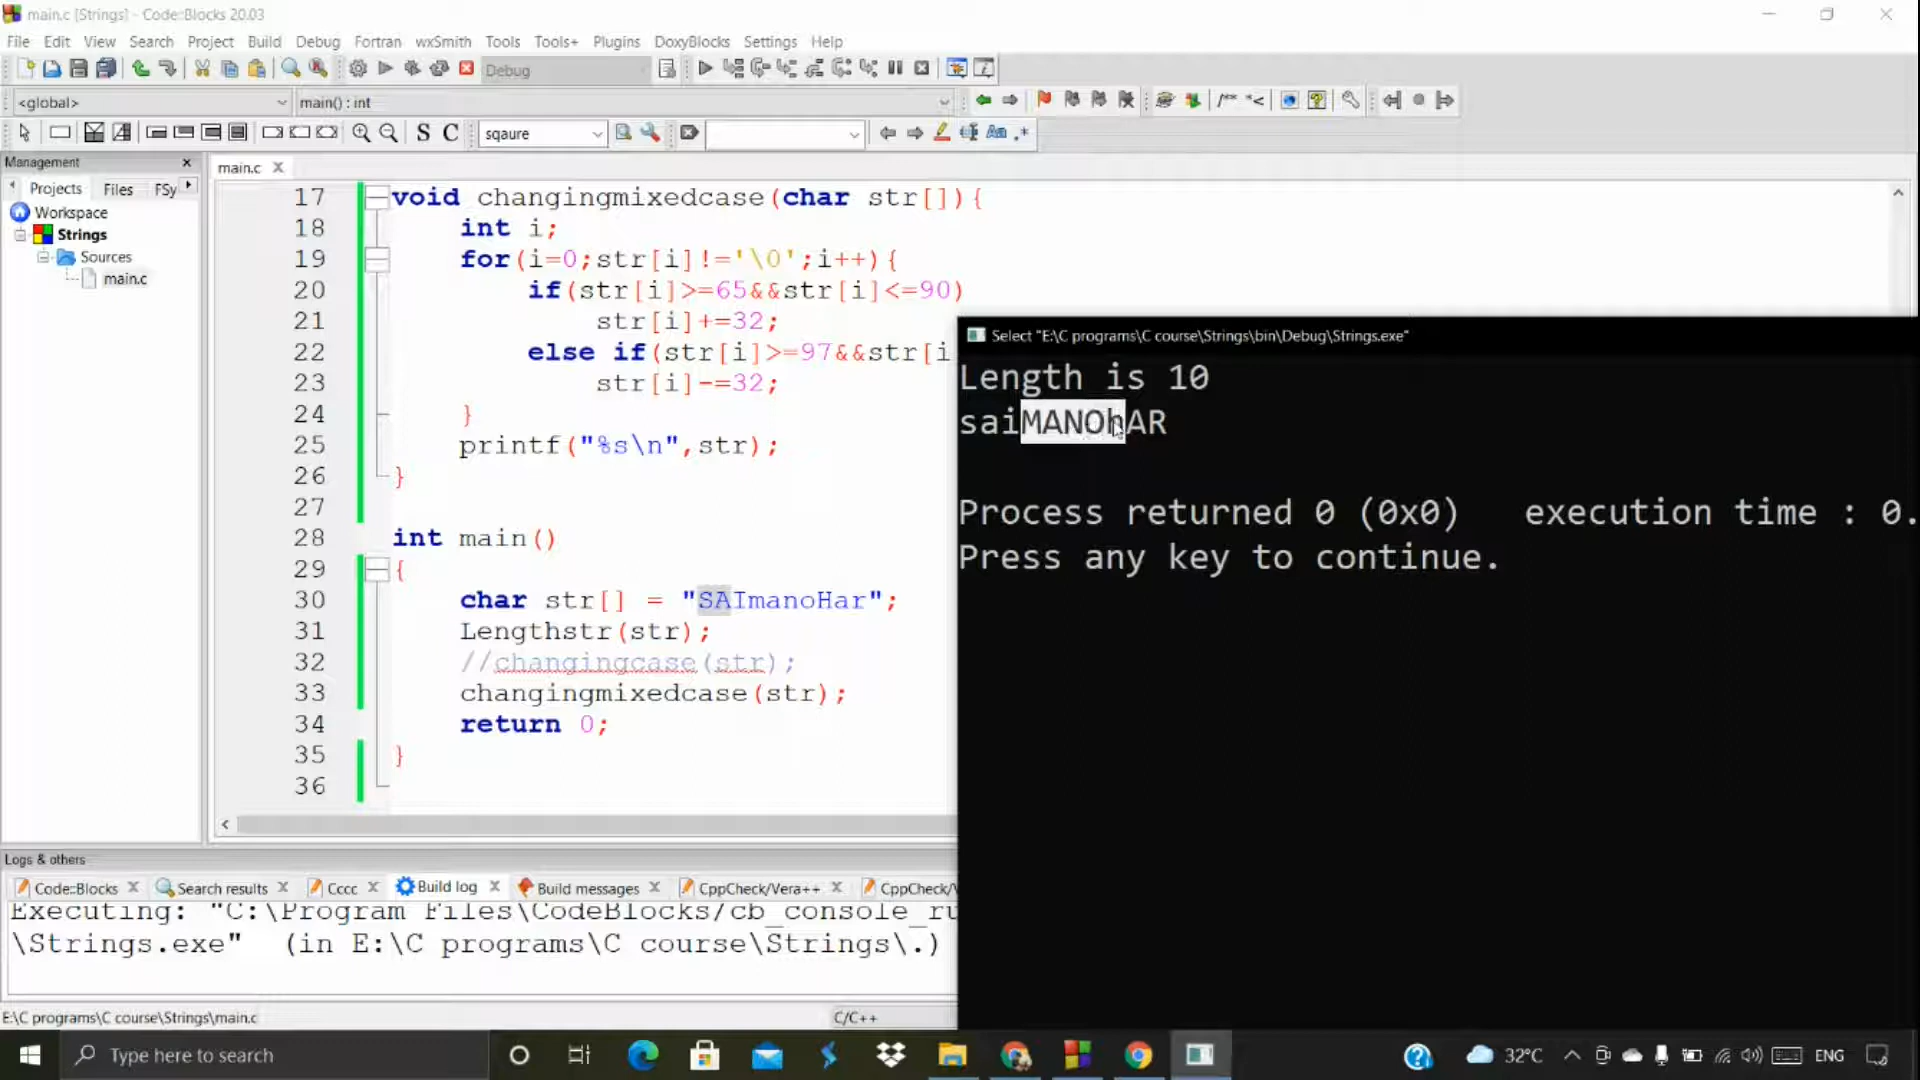 main.c [Strings] - Code::Blocks 20.03
File Edit View Search Project Build Debug Fortran wxSmith Tools Tools+ Plugins DoxyBlocks Settings Help
Debug
<global> main() : int
/** *<
S C sqaure Aa .*
Management
main.c
Projects Files FSy
Workspace
Strings
Sources
main.c
17 void changingmixedcase(char str[]){
18 int i;
19 for(i=0;str[i]!='\0';i++){
20 if(str[i]>=65&&str[i]<=90)
21 str[i]+=32;
22 else if(str[i]>=97&&str[i
23 str[i]-=32;
24 }
25 printf("%s\n",str);
26 }
27
28 int main()
29 {
30 char str[] = "SAImanoHar";
31 Lengthstr(str);
32 //changingcase(str);
33 changingmixedcase(str);
34 return 0;
35 }
36
Select "E:\C programs\C course\Strings\bin\Debug\Strings.exe"
Length is 10
saiMANOhAR
Process returned 0 (0x0) execution time : 0.
Press any key to continue.
Logs & others
Code::Blocks Search results Cccc Build log Build messages CppCheck/Vera++ CppCheck/V
Executing: "C:\Program Files\CodeBlocks/cb_console_ru
\Strings.exe" (in E:\C programs\C course\Strings\.)
E:\C programs\C course\Strings\main.c C/C++
Type here to search
32°C ENG